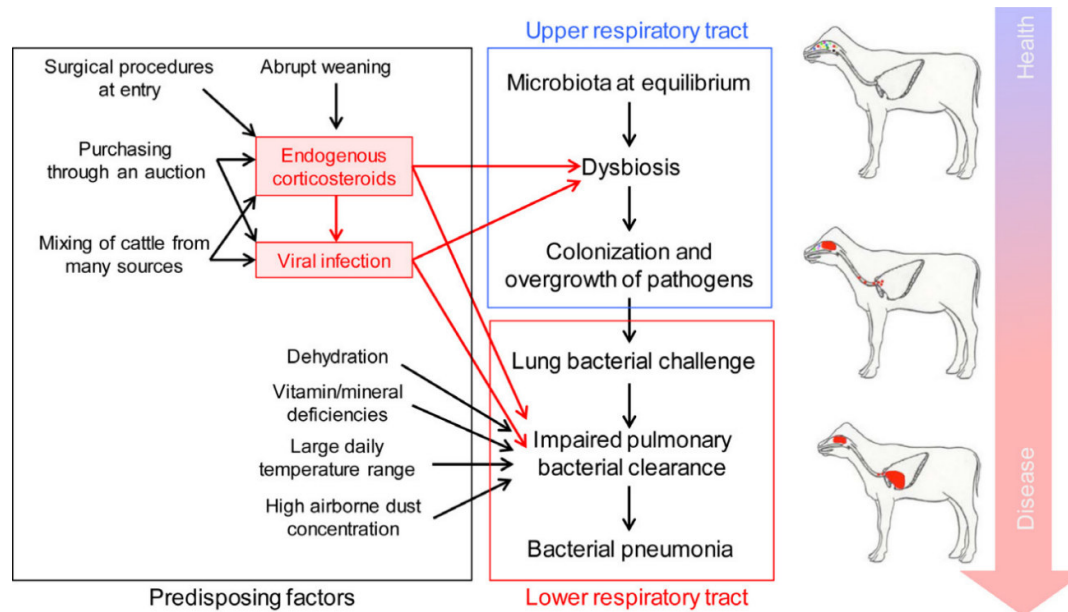 Upper respiratory tract
Surgical procedures
at entry
Abrupt weaning
Purchasing
through an auction
Endogenous
corticosteroids
Mixing of cattle from
many sources
Viral infection
Dehydration
Vitamin/mineral
deficiencies
Large daily
temperature range
High airborne dust
concentration
Predisposing factors
Microbiota at equilibrium
Dysbiosis
Colonization and
overgrowth of pathogens
Lung bacterial challenge
Impaired pulmonary
bacterial clearance
Bacterial pneumonia
Lower respiratory tract
Health
Disease